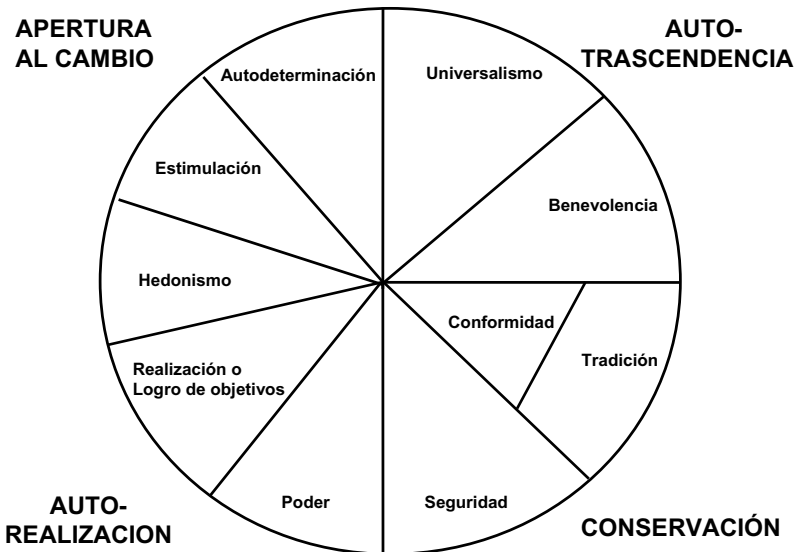 APERTURA
AL CAMBIO
AUTO-
TRASCENDENCIA
Autodeterminación
Universalismo
Estimulación
Benevolencia
Hedonismo
Conformidad
Tradición
Realización o
Logro de objetivos
Poder
Seguridad
AUTO-
REALIZACION
CONSERVACIÓN